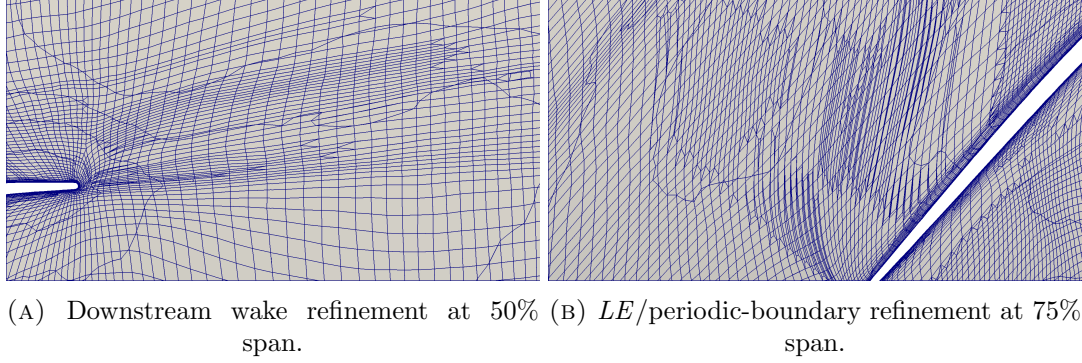 (A) Downstream wake refinement at 50% span.
(B) LE/periodic-boundary refinement at 75% span.